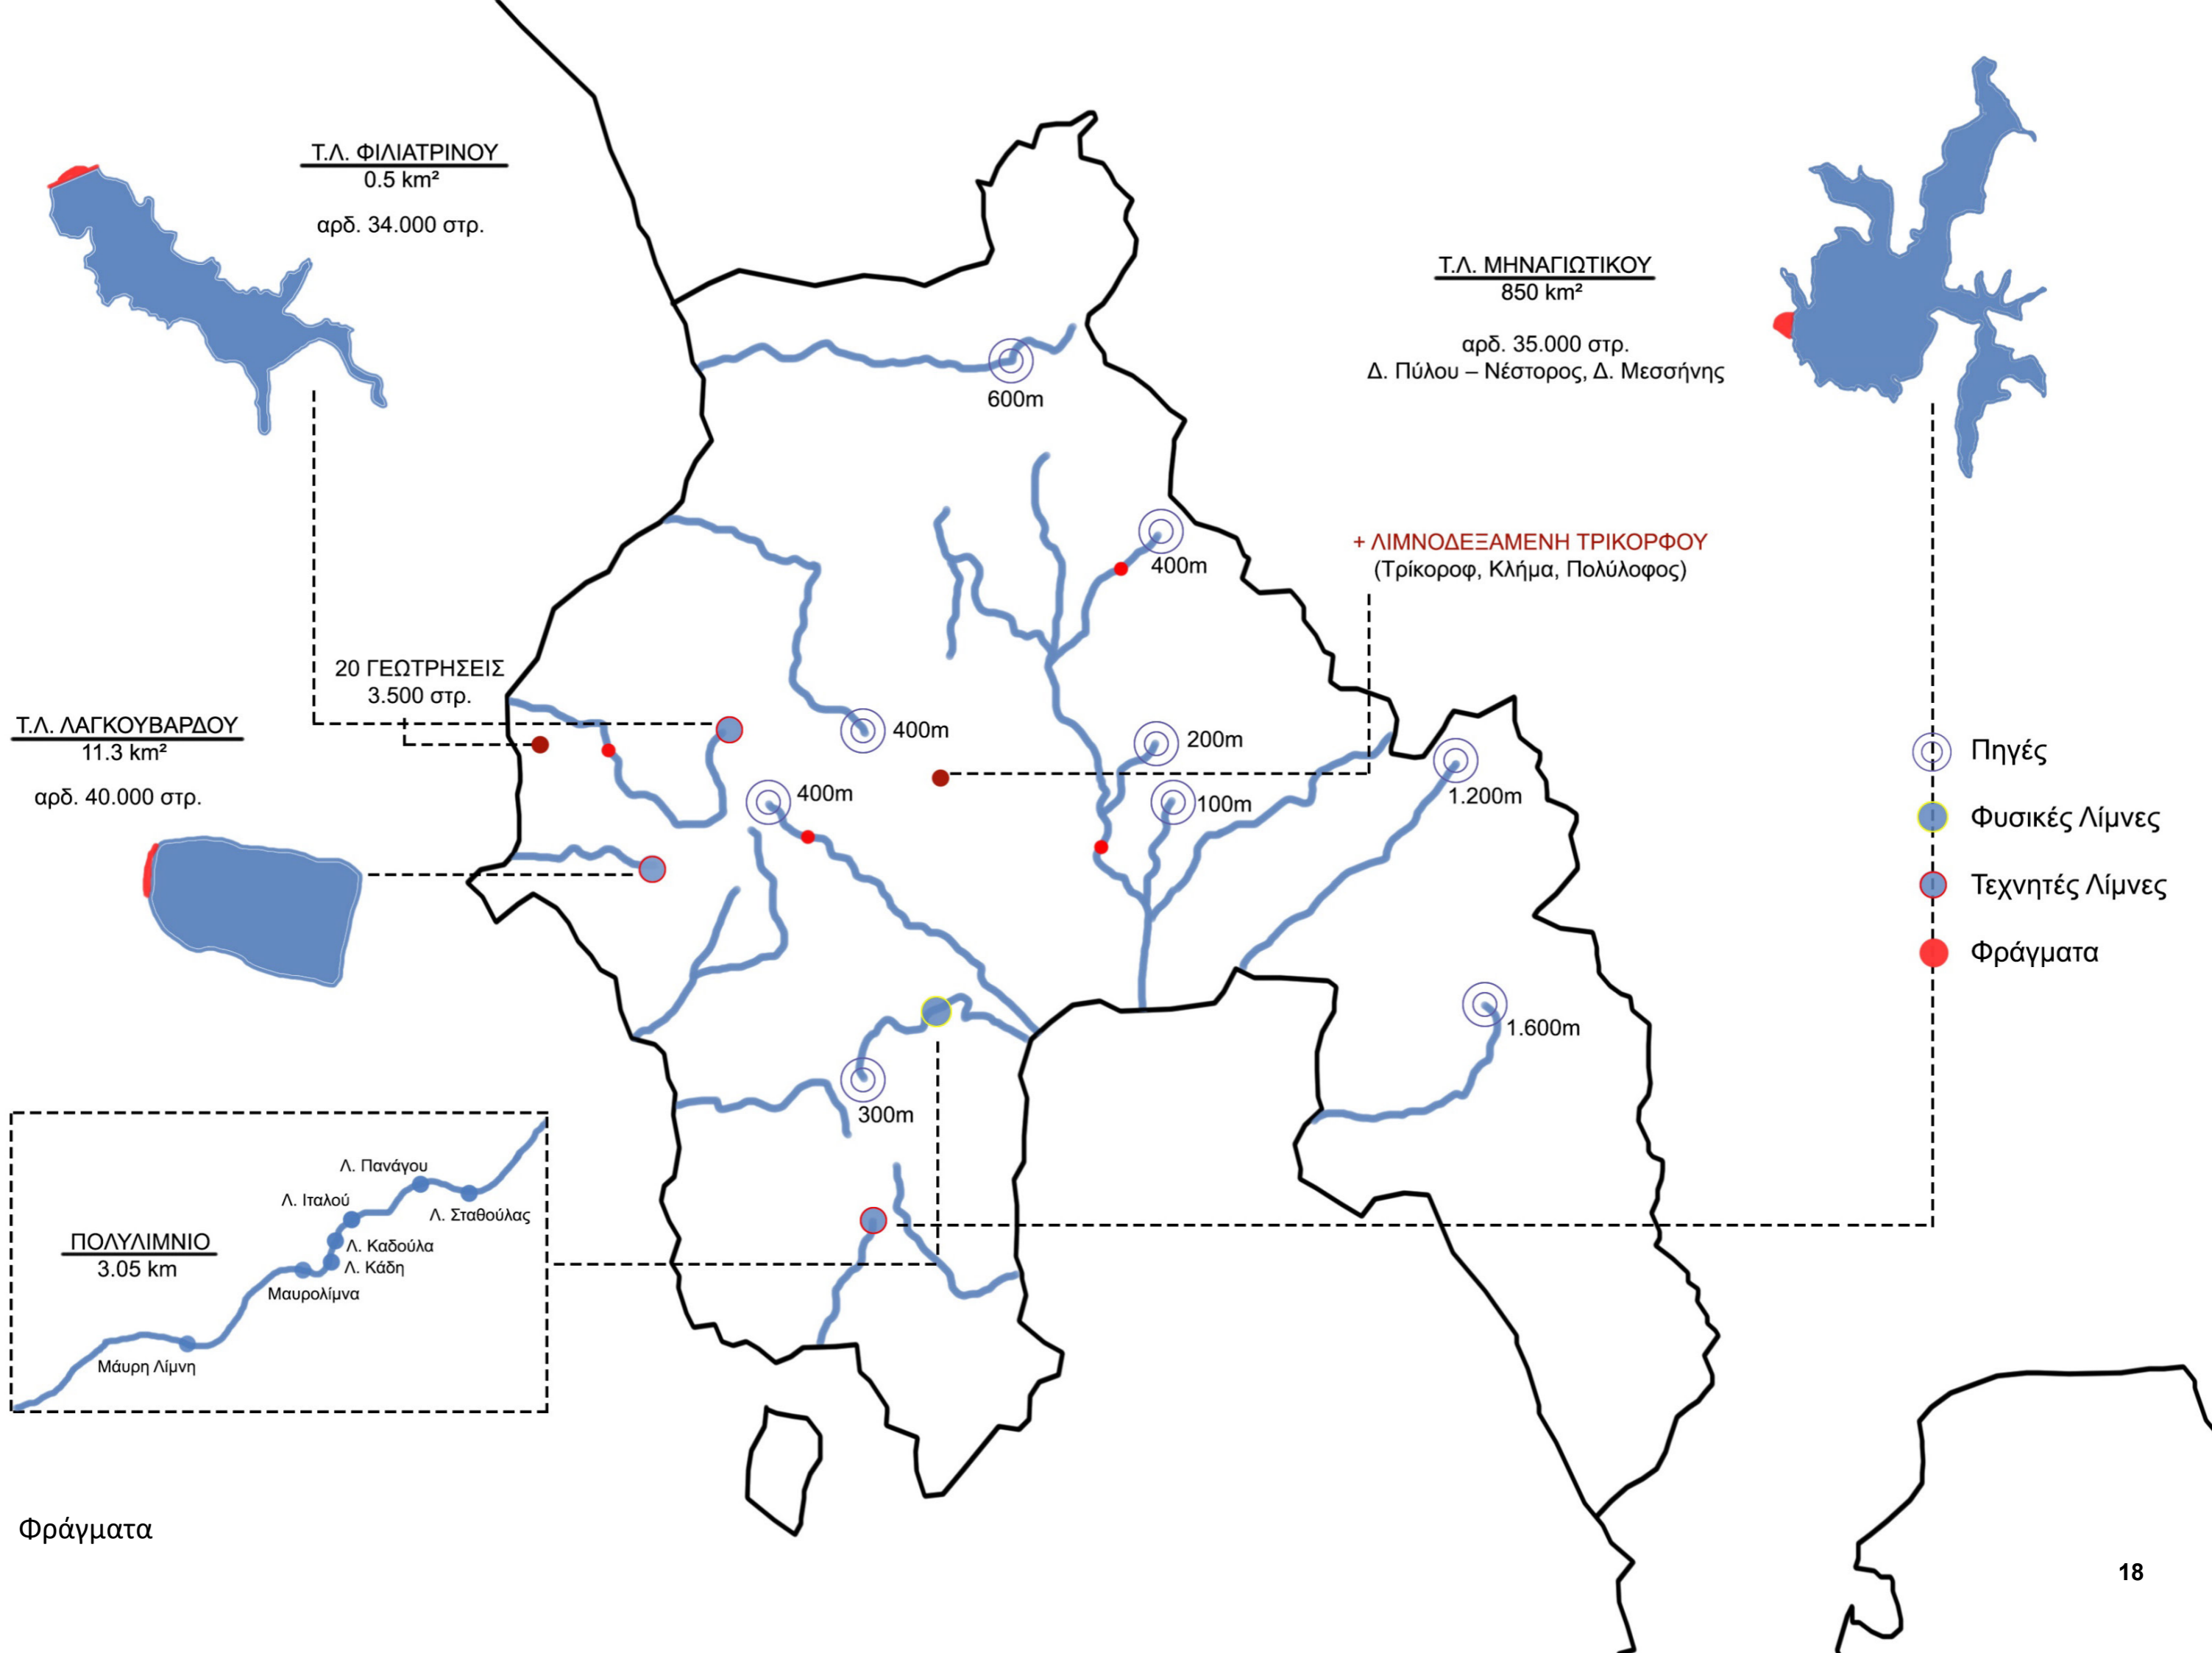 Τ.Λ. ΦΙΛΙΑΤΡΙΝΟΥ
0.5 km²
αρδ. 34.000 στρ.
Τ.Λ. ΜΗΝΑΓΙΩΤΙΚΟΥ
850 km²
αρδ. 35.000 στρ.
Δ. Πύλου – Νέστορος, Δ. Μεσσήνης
600m
400m
+ ΛΙΜΝΟΔΕΞΑΜΕΝΗ ΤΡΙΚΟΡΦΟΥ
(Τρίκοροφ, Κλήμα, Πολύλοφος)
20 ΓΕΩΤΡΗΣΕΙΣ
3.500 στρ.
Τ.Λ. ΛΑΓΚΟΥΒΑΡΔΟΥ
11.3 km²
αρδ. 40.000 στρ.
400m
200m
400m
100m
1.200m
1.600m
300m
Πηγές
Φυσικές Λίμνες
Τεχνητές Λίμνες
Φράγματα
ΠΟΛΥΛΙΜΝΙΟ
3.05 km
Λ. Πανάγου
Λ. Ιταλού
Λ. Σταθούλας
Λ. Καδούλα
Λ. Κάδη
Μαυρολίμνα
Μάυρη Λίμνη
Φράγματα
18